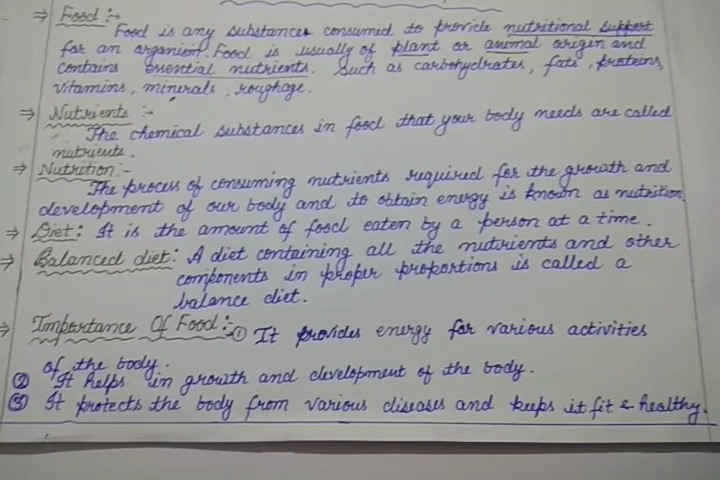 ⇒ Food :-
Food is any substances consumed to provide nutritional support
for an organism. Food is usually of plant or animal origin and
contains essential nutrients. Such as carbohydrates, fats, proteins,
vitamins, minerals, roughage.
⇒ Nutrients :-
The chemical substances in food that your body needs are called
nutrients.
⇒ Nutrition :-
The process of consuming nutrients required for the growth and
development of our body and to obtain energy is known as nutrition.
⇒ Diet : It is the amount of food eaten by a person at a time.
⇒ Balanced diet : A diet containing all the nutrients and other
components in proper proportions is called a
balance diet.
⇒ Importance Of Food :- ① It provides energy for various activities
of the body.
② It helps in growth and development of the body.
③ It protects the body from various diseases and keeps it fit & healthy.